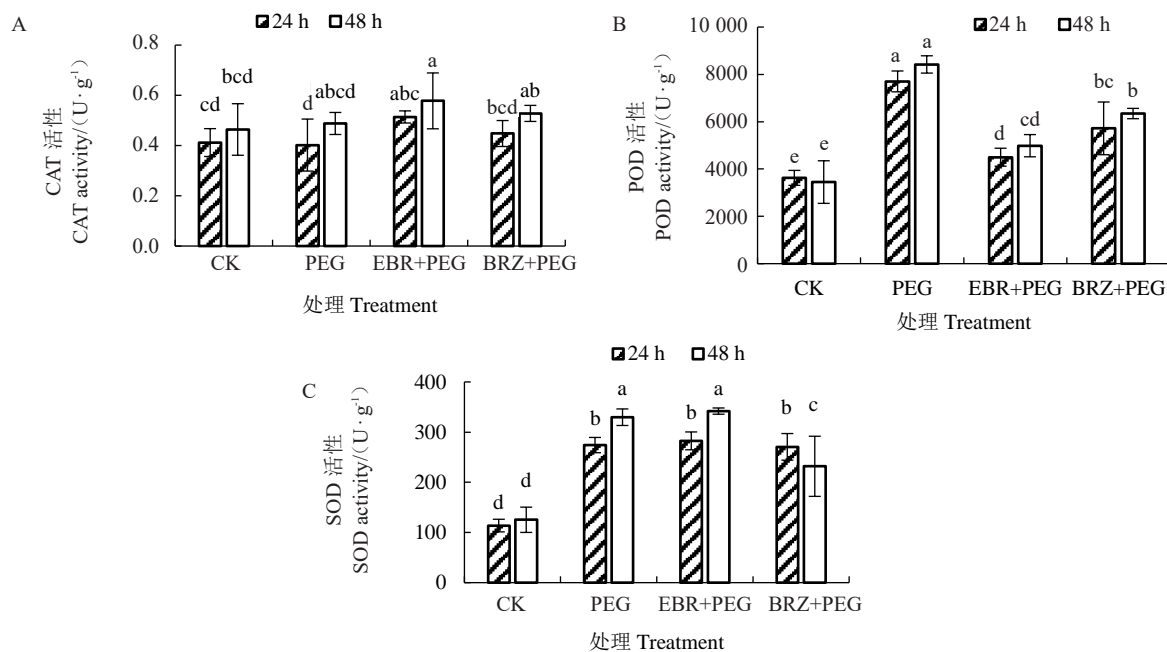 A
24 h 48 h
CAT 活性
CAT activity/(U·g-1)
0.8
0.6
0.4
0.2
0.0
cd bcd d abcd abc a bcd ab
CK PEG EBR+PEG BRZ+PEG
处理 Treatment
B
24 h 48 h
POD 活性
POD activity/(U·g-1)
10 000
8000
6000
4000
2000
0
e e a a d cd bc b
CK PEG EBR+PEG BRZ+PEG
处理 Treatment
C
24 h 48 h
SOD 活性
SOD activity/(U·g-1)
400
300
200
100
0
d d b a b a b c
CK PEG EBR+PEG BRZ+PEG
处理 Treatment